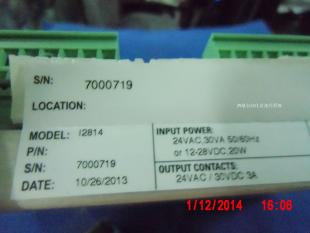 S/N: 7000719
LOCATION:
MODEL: I2814
P/N:
S/N: 7000719
DATE: 10/26/2013
INPUT POWER:
24VAC,30VA 50/60Hz
or 12-28VDC,20W
OUTPUT CONTACTS:
24VAC / 30VDC 3A
1/12/2014 16:06